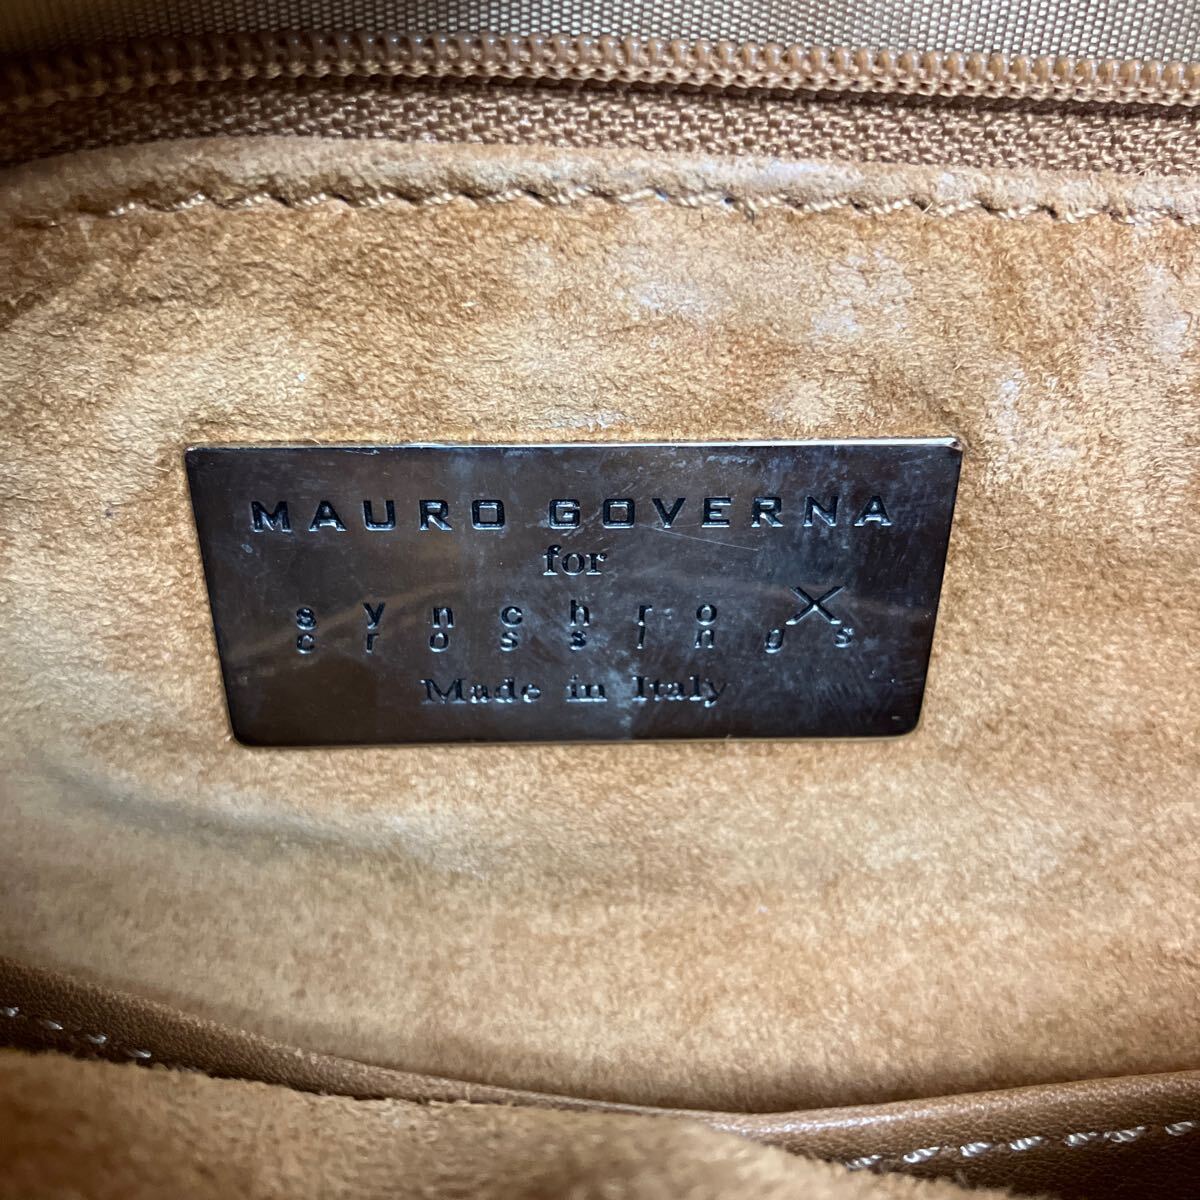 MAURO GOVERNA
for
synchro X
crossings
Made in Italy